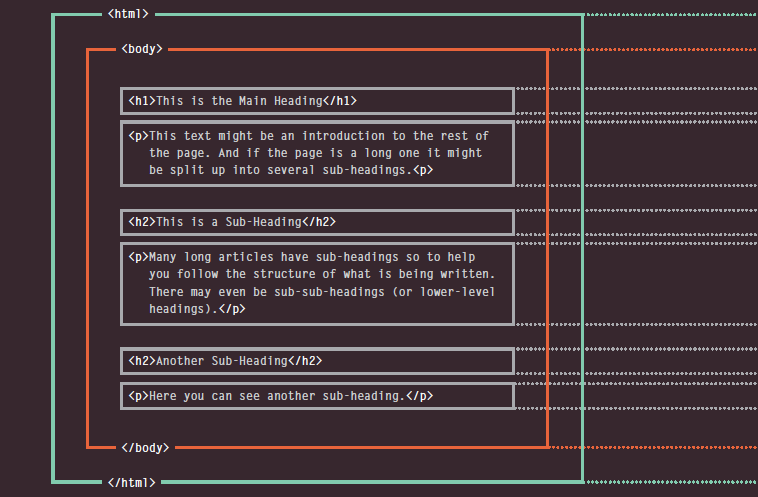 <html>
<body>
<h1>This is the Main Heading</h1>
<p>This text might be an introduction to the rest of
the page. And if the page is a long one it might
be split up into several sub-headings.<p>
<h2>This is a Sub-Heading</h2>
<p>Many long articles have sub-headings so to help
you follow the structure of what is being written.
There may even be sub-sub-headings (or lower-level
headings).</p>
<h2>Another Sub-Heading</h2>
<p>Here you can see another sub-heading.</p>
</body>
</html>